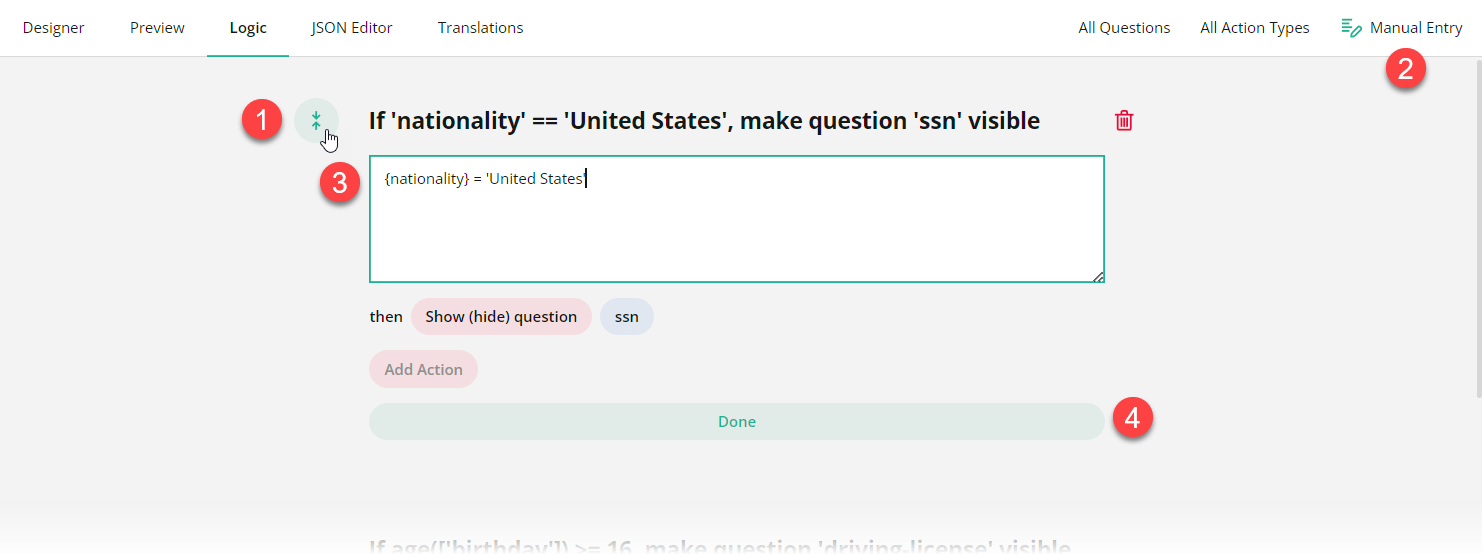 Designer Preview Logic JSON Editor Translations All Questions All Action Types Manual Entry
2
1 If 'nationality' == 'United States', make question 'ssn' visible
3 {nationality} = 'United States'
then Show (hide) question ssn
Add Action
Done 4
If age(['birthday']) >= 16, make question 'driving-license' visible